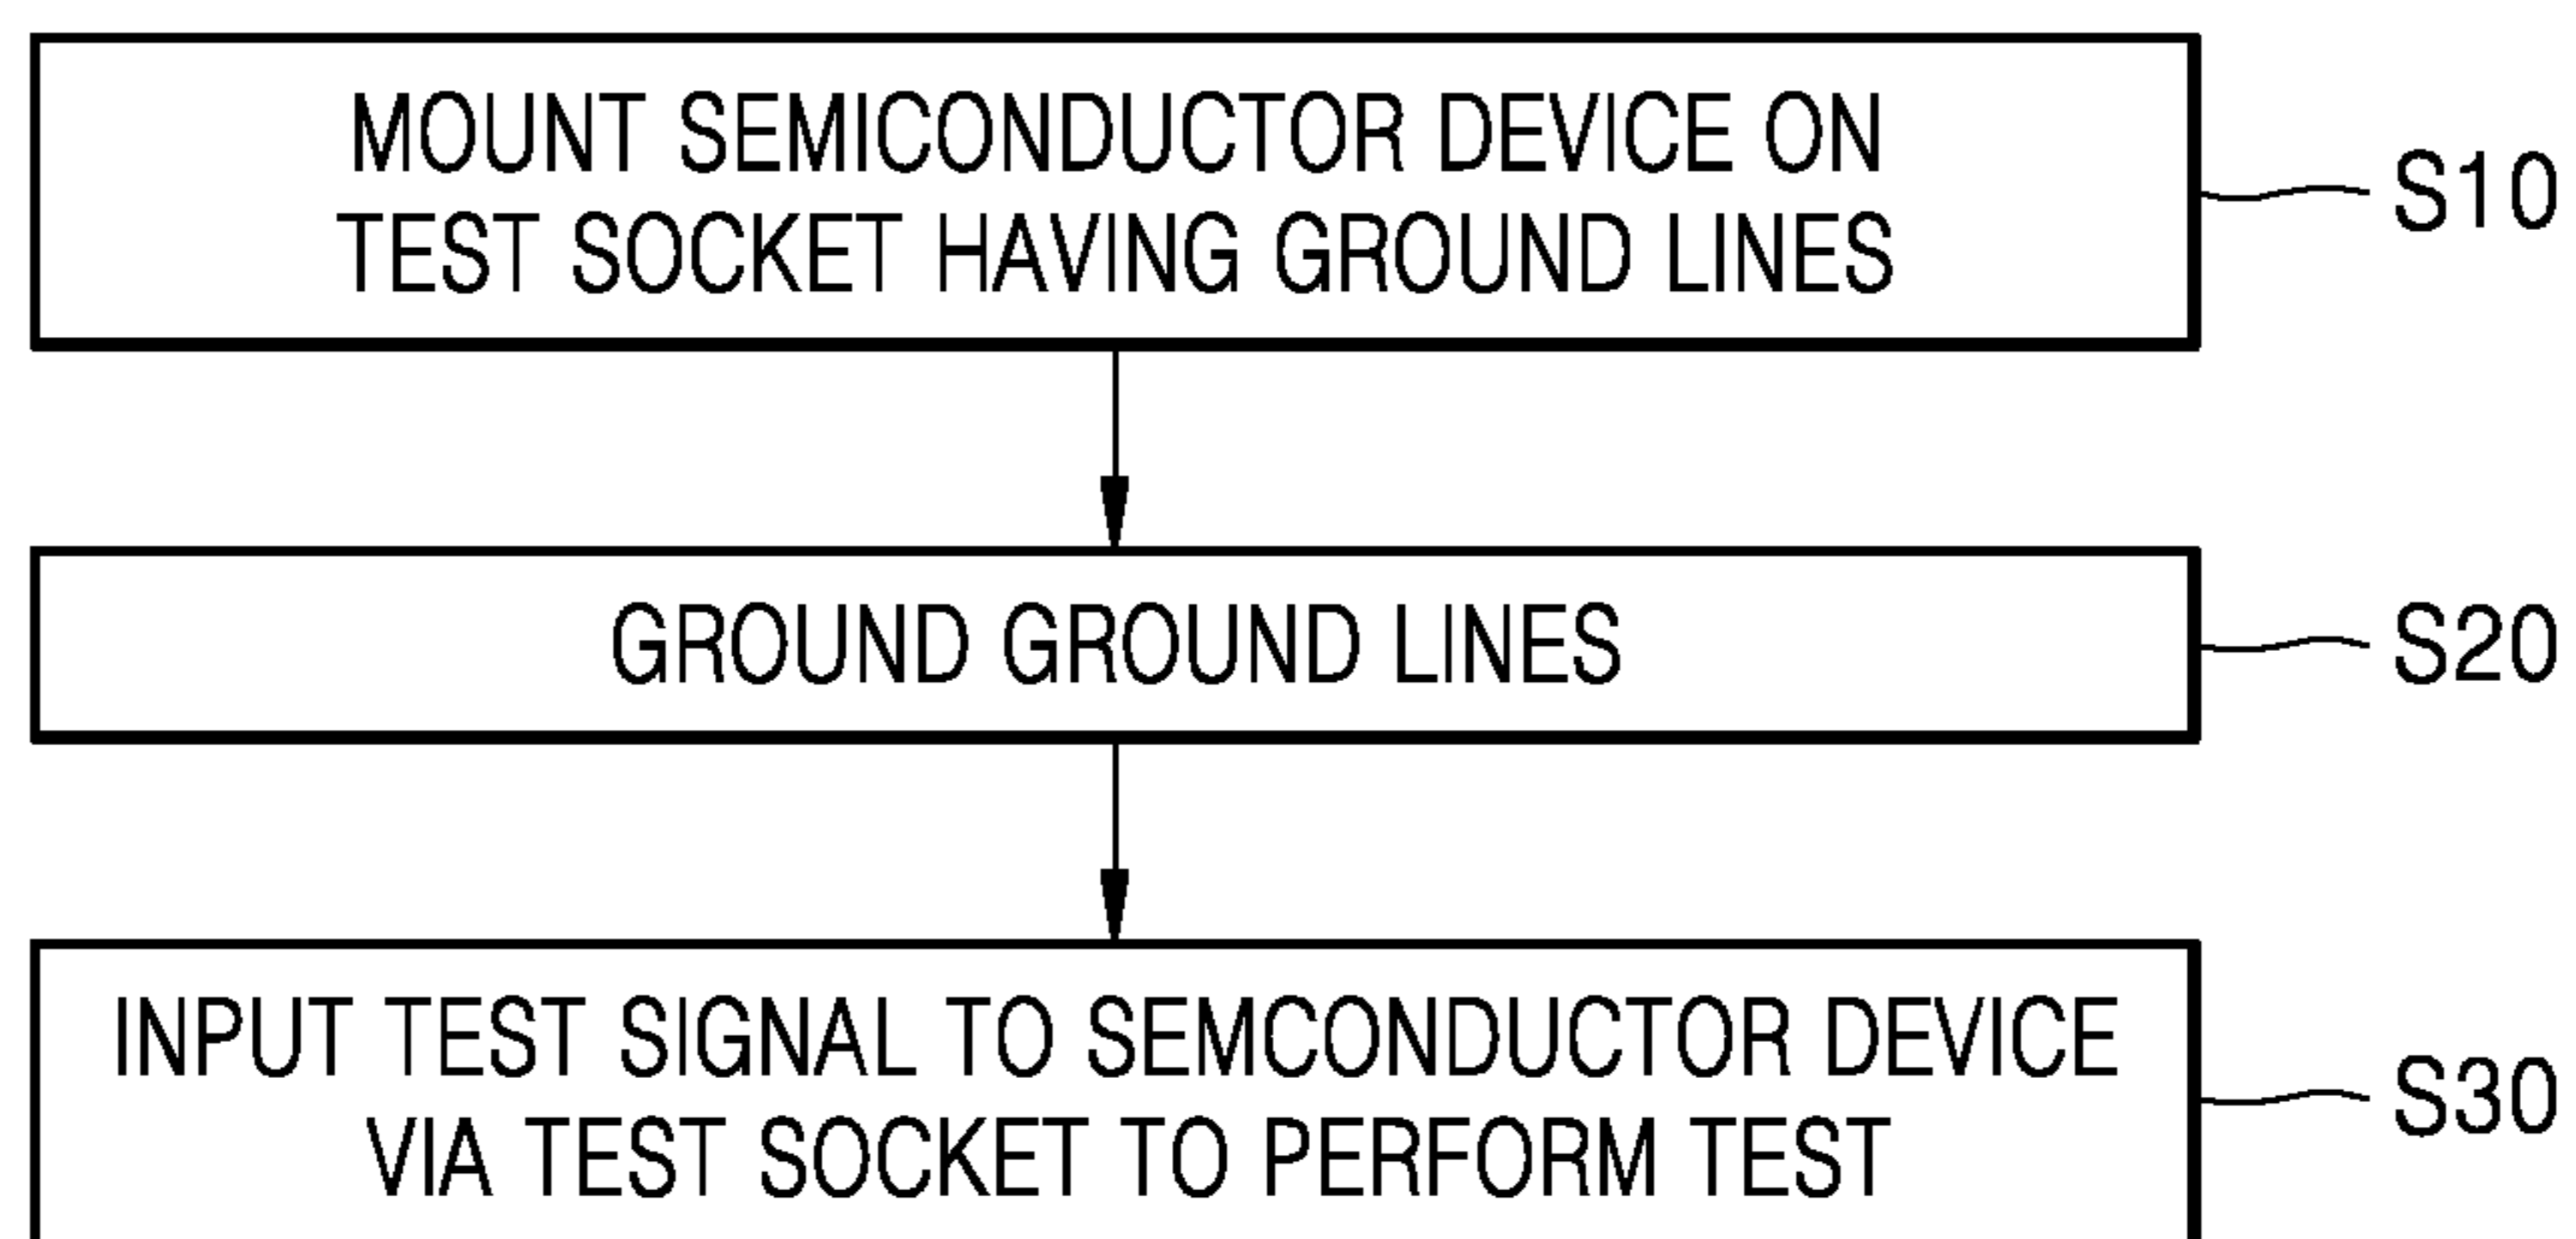 MOUNT SEMICONDUCTOR DEVICE ON
TEST SOCKET HAVING GROUND LINES
S10
GROUND GROUND LINES
S20
INPUT TEST SIGNAL TO SEMCONDUCTOR DEVICE
VIA TEST SOCKET TO PERFORM TEST
S30